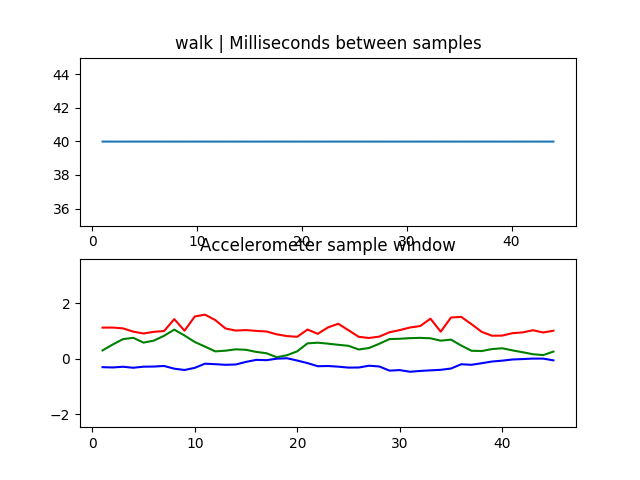 walk | Milliseconds between samples
44
42
40
38
36
0 10 20 30 40
Accelerometer sample window
2
0
−2
0 10 20 30 40